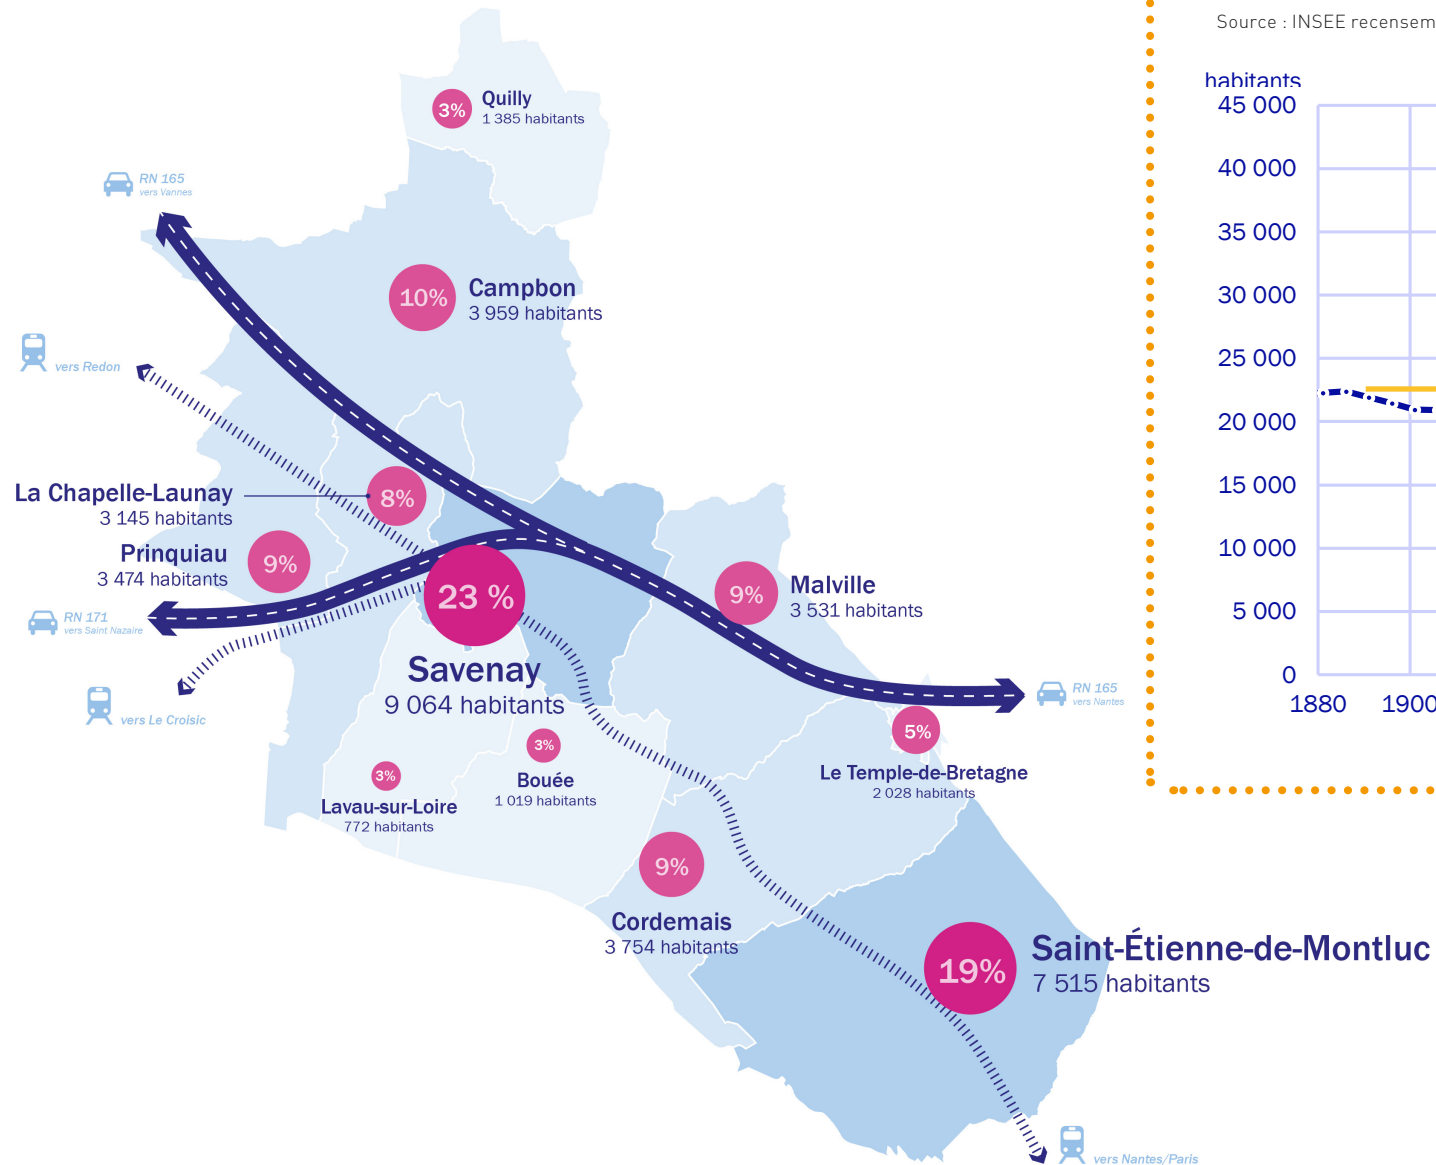 Source : INSEE recensem
habitants
45 000
40 000
35 000
30 000
25 000
20 000
15 000
10 000
5 000
0
1880
1900
3%
Quilly
1 385 habitants
RN 165
vers Vannes
10%
Campbon
3 959 habitants
vers Redon
La Chapelle-Launay
3 145 habitants
8%
Prinquiau
3 474 habitants
9%
RN 171
vers Saint Nazaire
vers Le Croisic
23 %
Savenay
9 064 habitants
9%
Malville
3 531 habitants
RN 165
vers Nantes
5%
Le Temple-de-Bretagne
2 028 habitants
3%
Bouée
1 019 habitants
3%
Lavau-sur-Loire
772 habitants
9%
Cordemais
3 754 habitants
19%
Saint-Étienne-de-Montluc
7 515 habitants
vers Nantes/Paris